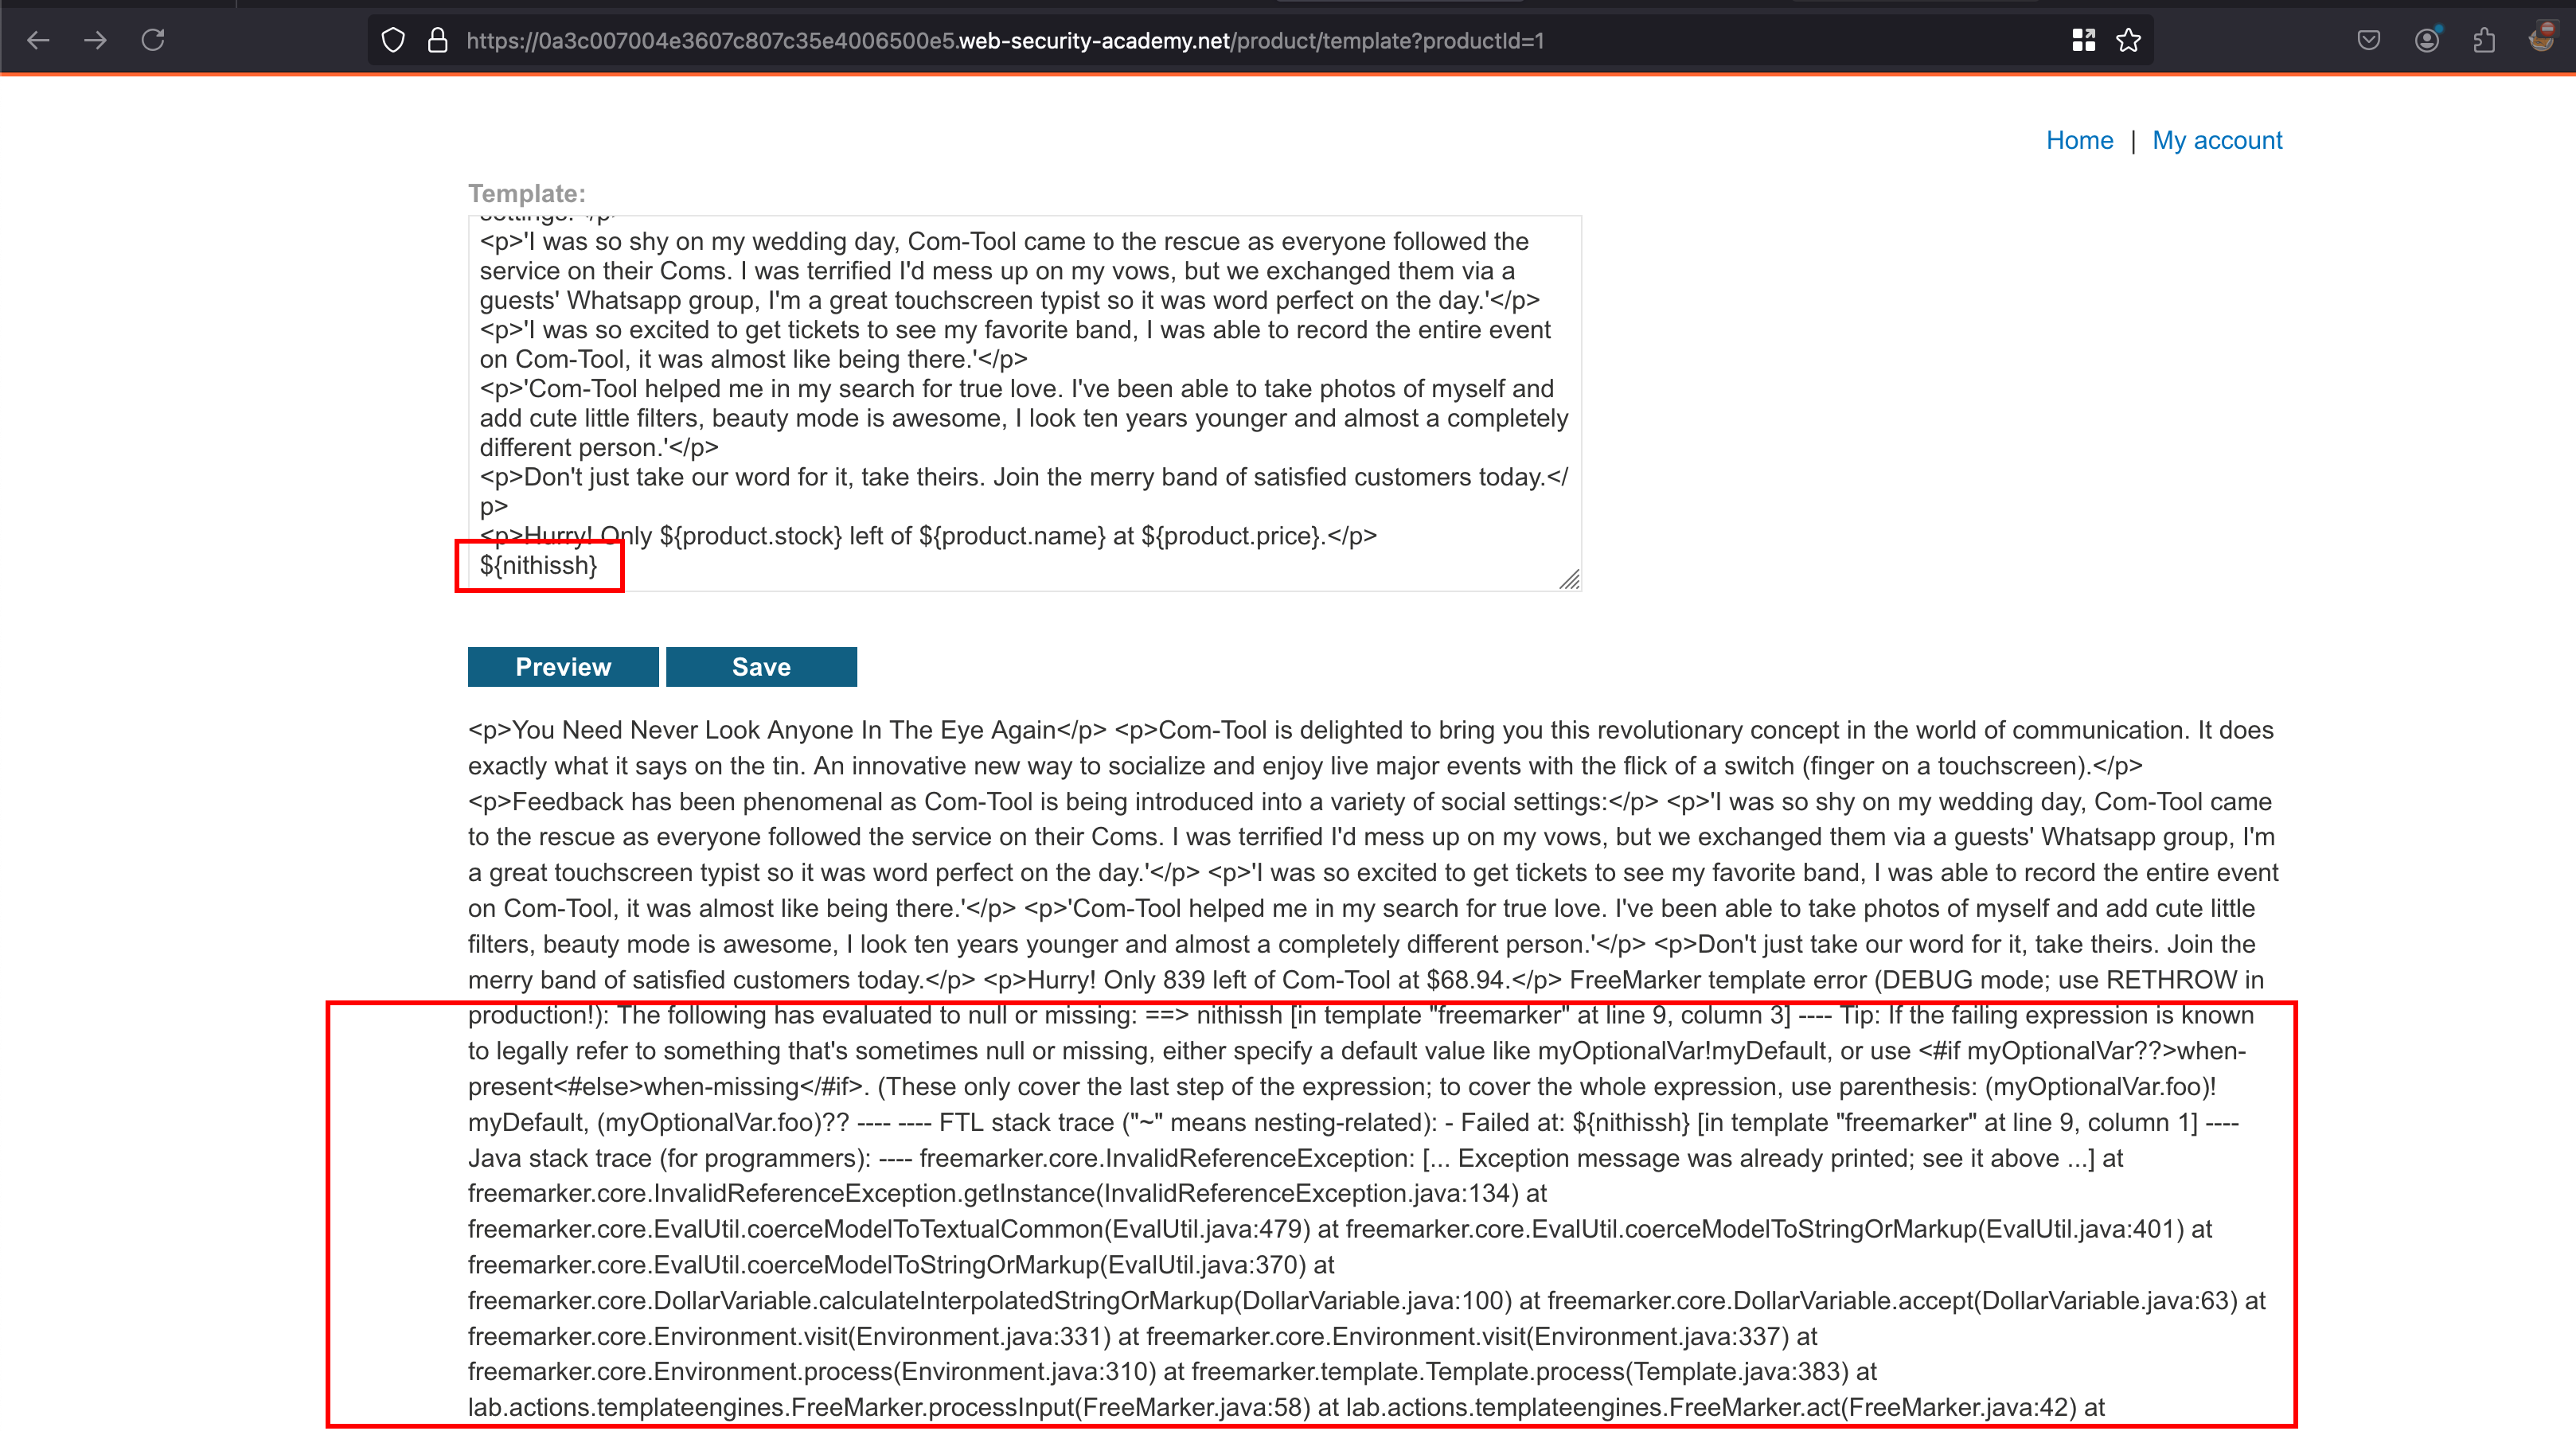 https://0a3c007004e3607c807c35e4006500e5.web-security-academy.net/product/template?productId=1
Home | My account
Template:
settings:'</p>
<p>'I was so shy on my wedding day, Com-Tool came to the rescue as everyone followed the
service on their Coms. I was terrified I'd mess up on my vows, but we exchanged them via a
guests' Whatsapp group, I'm a great touchscreen typist so it was word perfect on the day.'</p>
<p>'I was so excited to get tickets to see my favorite band, I was able to record the entire event
on Com-Tool, it was almost like being there.'</p>
<p>'Com-Tool helped me in my search for true love. I've been able to take photos of myself and
add cute little filters, beauty mode is awesome, I look ten years younger and almost a completely
different person.'</p>
<p>Don't just take our word for it, take theirs. Join the merry band of satisfied customers today.</
p>
<p>Hurry! Only ${product.stock} left of ${product.name} at ${product.price}.</p>
${nithissh}
Preview Save
<p>You Need Never Look Anyone In The Eye Again</p> <p>Com-Tool is delighted to bring you this revolutionary concept in the world of communication. It does
exactly what it says on the tin. An innovative new way to socialize and enjoy live major events with the flick of a switch (finger on a touchscreen).</p>
<p>Feedback has been phenomenal as Com-Tool is being introduced into a variety of social settings:</p> <p>'I was so shy on my wedding day, Com-Tool came
to the rescue as everyone followed the service on their Coms. I was terrified I'd mess up on my vows, but we exchanged them via a guests' Whatsapp group, I'm
a great touchscreen typist so it was word perfect on the day.'</p> <p>'I was so excited to get tickets to see my favorite band, I was able to record the entire event
on Com-Tool, it was almost like being there.'</p> <p>'Com-Tool helped me in my search for true love. I've been able to take photos of myself and add cute little
filters, beauty mode is awesome, I look ten years younger and almost a completely different person.'</p> <p>Don't just take our word for it, take theirs. Join the
merry band of satisfied customers today.</p> <p>Hurry! Only 839 left of Com-Tool at $68.94.</p> FreeMarker template error (DEBUG mode; use RETHROW in
production!): The following has evaluated to null or missing: ==> nithissh [in template "freemarker" at line 9, column 3] ---- Tip: If the failing expression is known
to legally refer to something that's sometimes null or missing, either specify a default value like myOptionalVar!myDefault, or use <#if myOptionalVar??>when-
present<#else>when-missing</#if>. (These only cover the last step of the expression; to cover the whole expression, use parenthesis: (myOptionalVar.foo)!
myDefault, (myOptionalVar.foo)?? ---- ---- FTL stack trace ("~" means nesting-related): - Failed at: ${nithissh} [in template "freemarker" at line 9, column 1] ----
Java stack trace (for programmers): ---- freemarker.core.InvalidReferenceException: [... Exception message was already printed; see it above ...] at
freemarker.core.InvalidReferenceException.getInstance(InvalidReferenceException.java:134) at
freemarker.core.EvalUtil.coerceModelToTextualCommon(EvalUtil.java:479) at freemarker.core.EvalUtil.coerceModelToStringOrMarkup(EvalUtil.java:401) at
freemarker.core.EvalUtil.coerceModelToStringOrMarkup(EvalUtil.java:370) at
freemarker.core.DollarVariable.calculateInterpolatedStringOrMarkup(DollarVariable.java:100) at freemarker.core.DollarVariable.accept(DollarVariable.java:63) at
freemarker.core.Environment.visit(Environment.java:331) at freemarker.core.Environment.visit(Environment.java:337) at
freemarker.core.Environment.process(Environment.java:310) at freemarker.template.Template.process(Template.java:383) at
lab.actions.templateengines.FreeMarker.processInput(FreeMarker.java:58) at lab.actions.templateengines.FreeMarker.act(FreeMarker.java:42) at